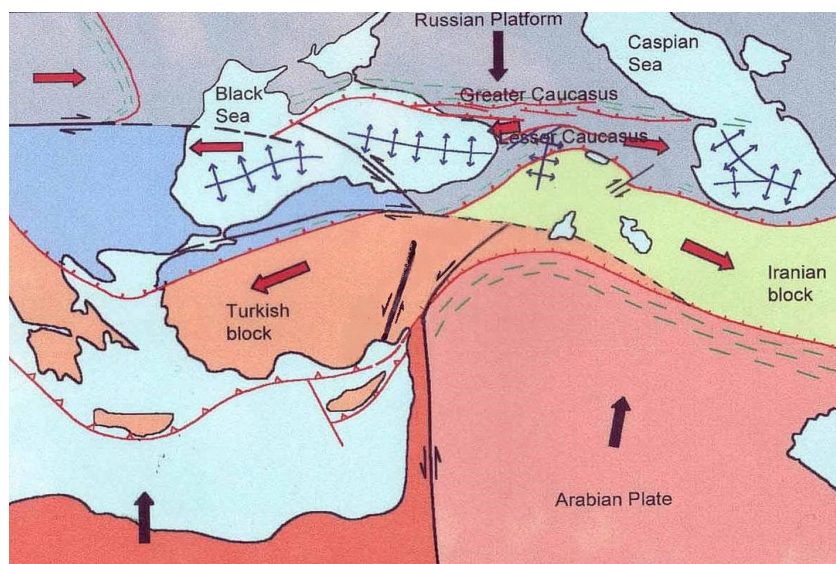 Russian Platform
Caspian
Sea
Black
Sea
Greater Caucasus
Lesser Caucasus
Iranian
block
Turkish
block
Arabian Plate